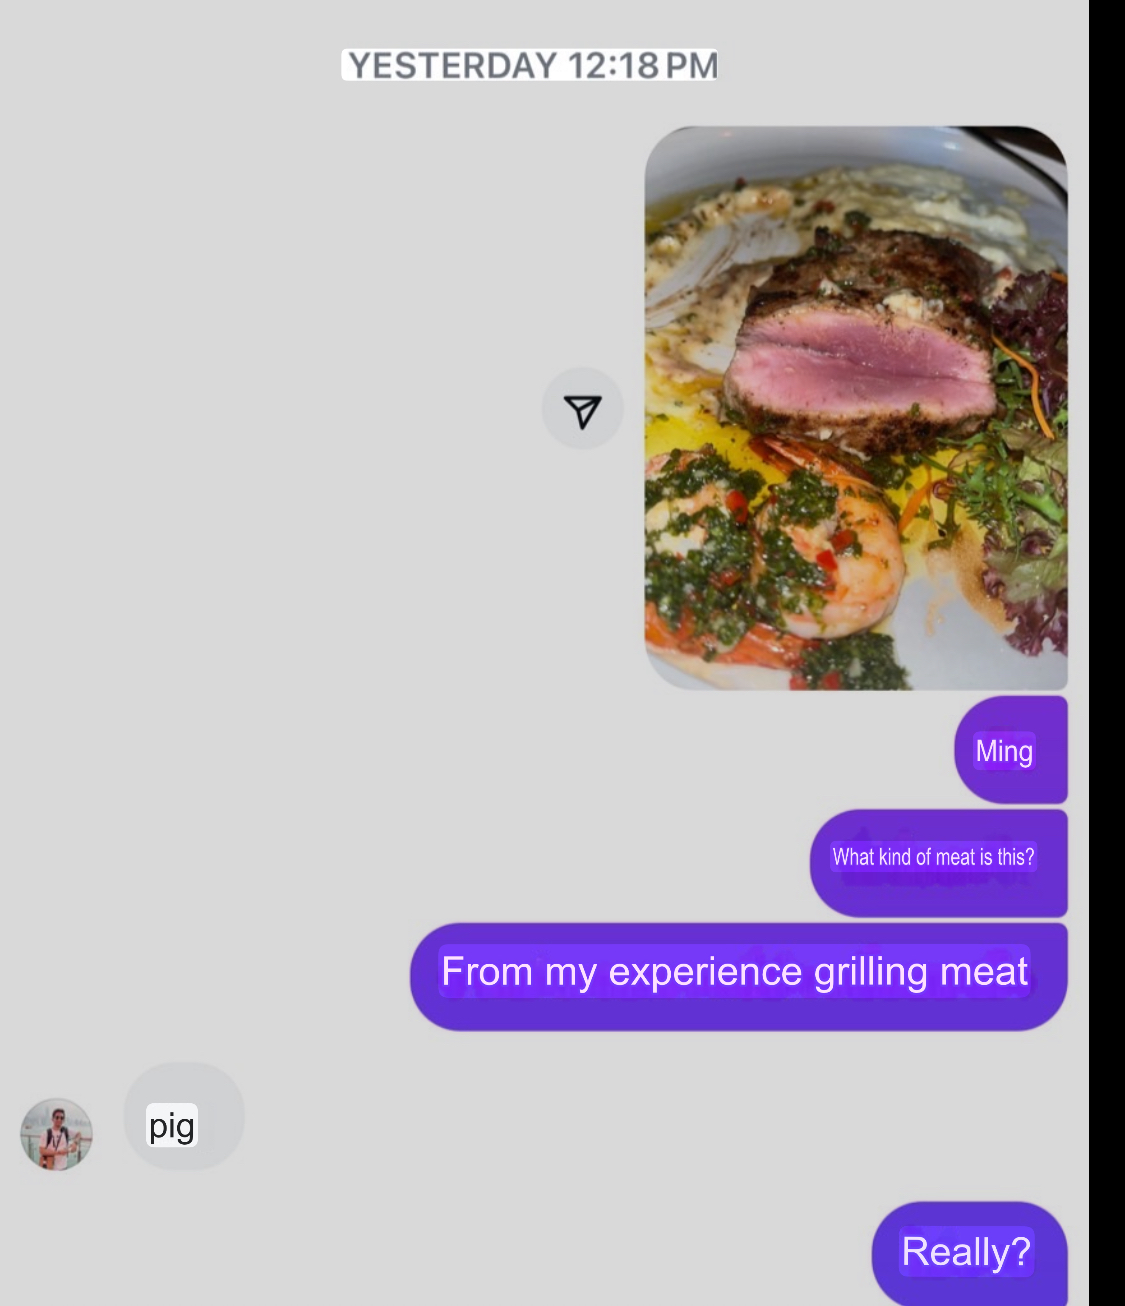 YESTERDAY 12:18 PM
Ming
What kind of meat is this?
From my experience grilling meat
pig
Really?